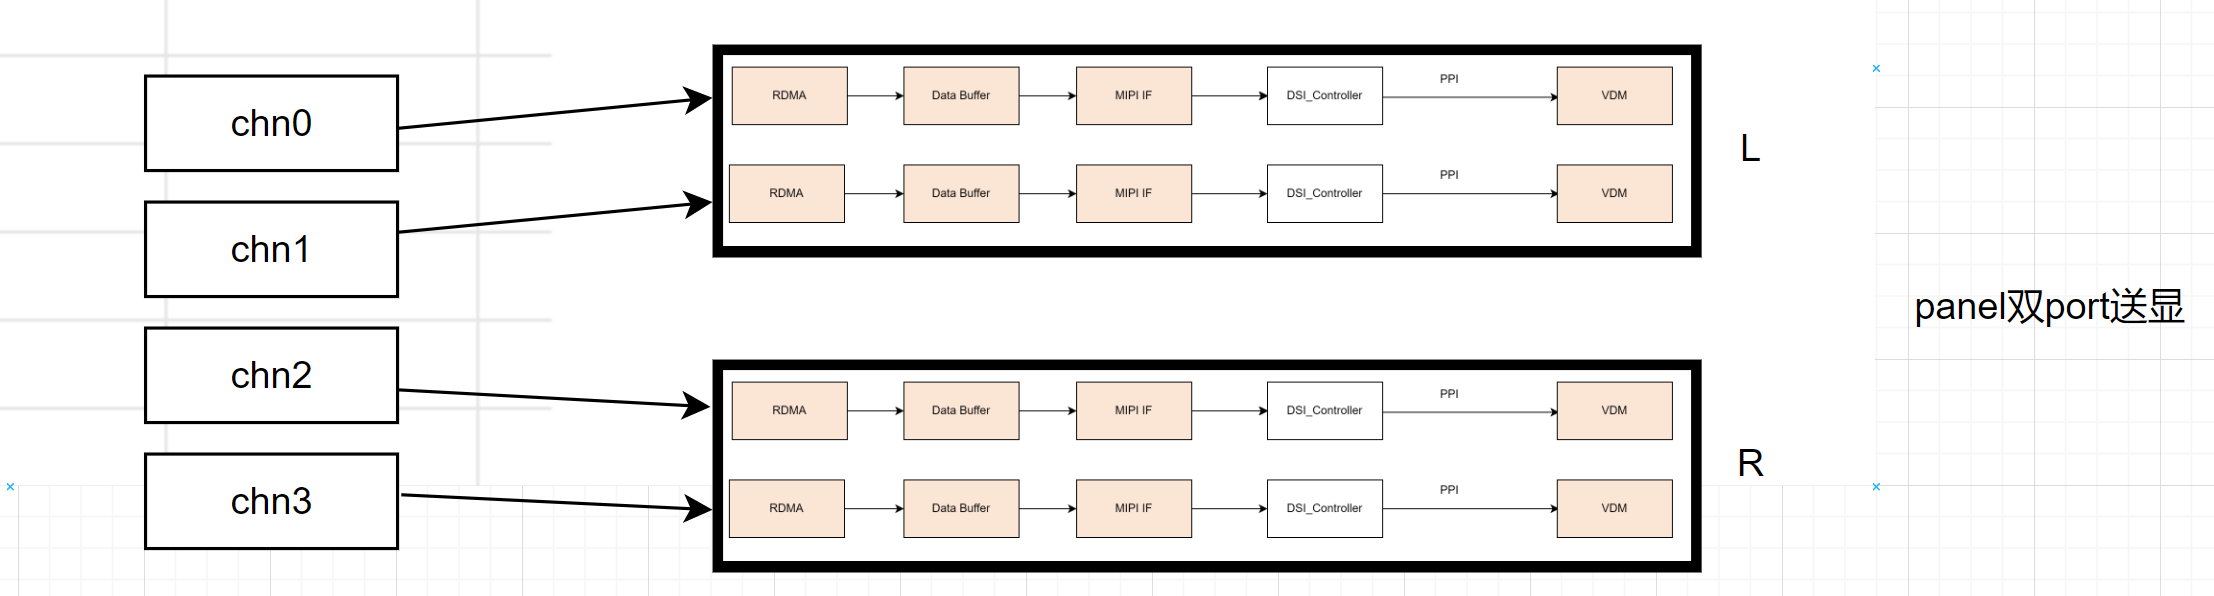 chn0
chn1
chn2
chn3
RDMA
Data Buffer
MIPI IF
DSI_Controller
PPI
VDM
RDMA
Data Buffer
MIPI IF
DSI_Controller
PPI
VDM
L
RDMA
Data Buffer
MIPI IF
DSI_Controller
PPI
VDM
RDMA
Data Buffer
MIPI IF
DSI_Controller
PPI
VDM
R
panel双port送显